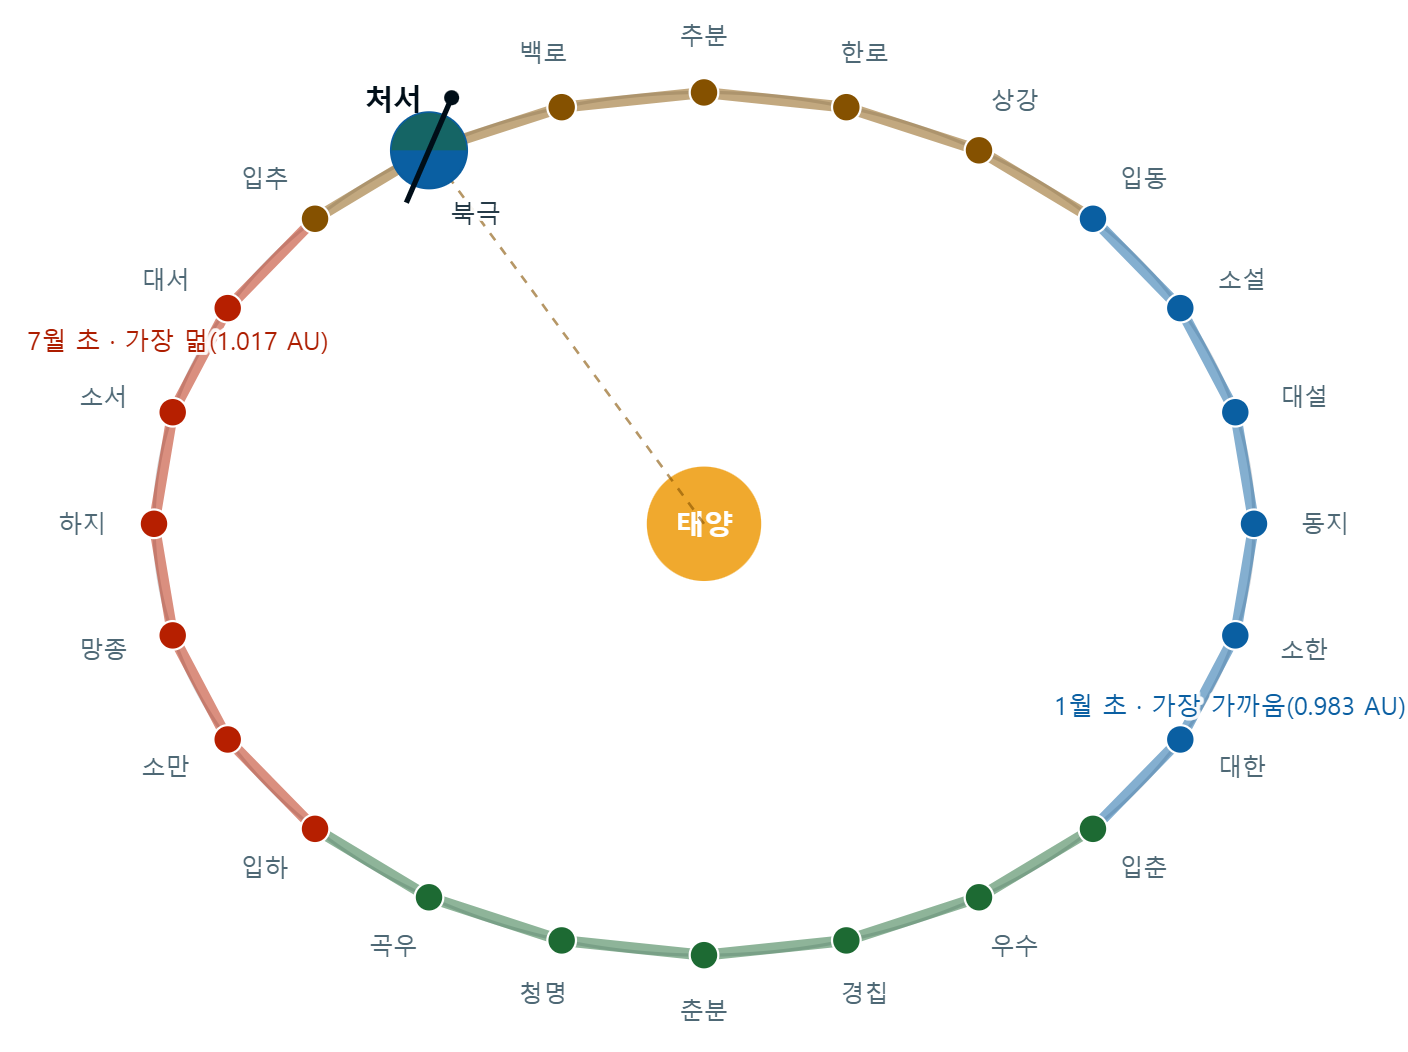 추분
백로
한로
처서
상강
입추
입동
북극
대서
소설
7월 초 · 가장 멂(1.017 AU)
소서
대설
태양
하지
동지
망종
소한
1월 초 · 가장 가까움(0.983 AU)
소만
대한
입하
입춘
곡우
우수
청명
경칩
춘분